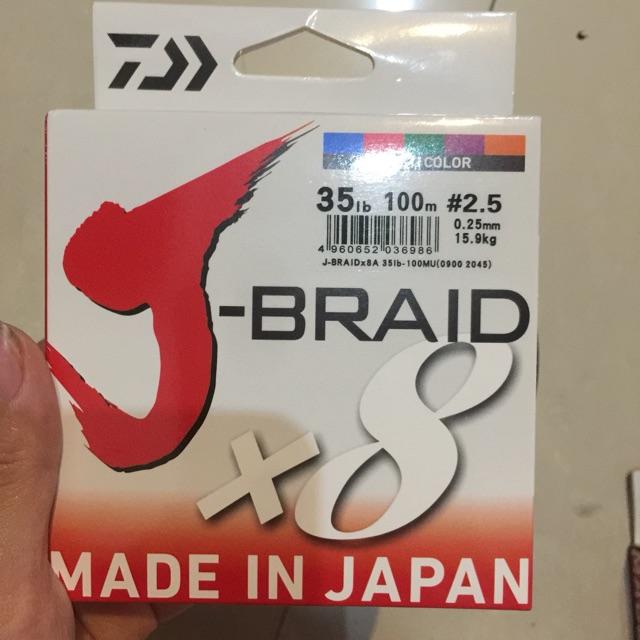 COLOR
35lb 100m #2.5
0.25mm
15.9kg
4 960652 036986
J-BRAIDx8A 35lb-100MU(0900 2045)
J-BRAID
×8
MADE IN JAPAN